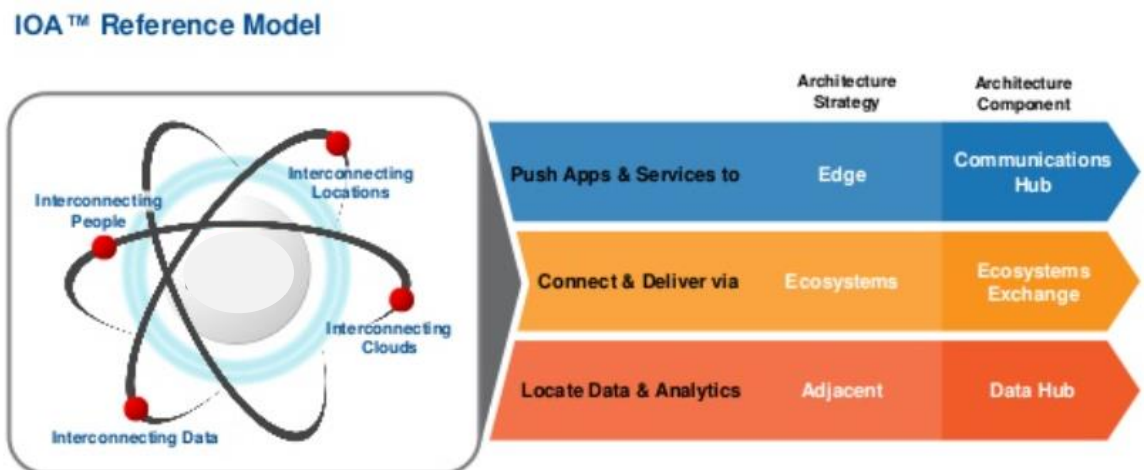 IOA™ Reference Model
Interconnecting
Locations
Interconnecting
People
Interconnecting
Clouds
Interconnecting Data
Architecture
Strategy
Architecture
Component
Push Apps & Services to
Edge
Communications
Hub
Connect & Deliver via
Ecosystems
Ecosystems
Exchange
Locate Data & Analytics
Adjacent
Data Hub